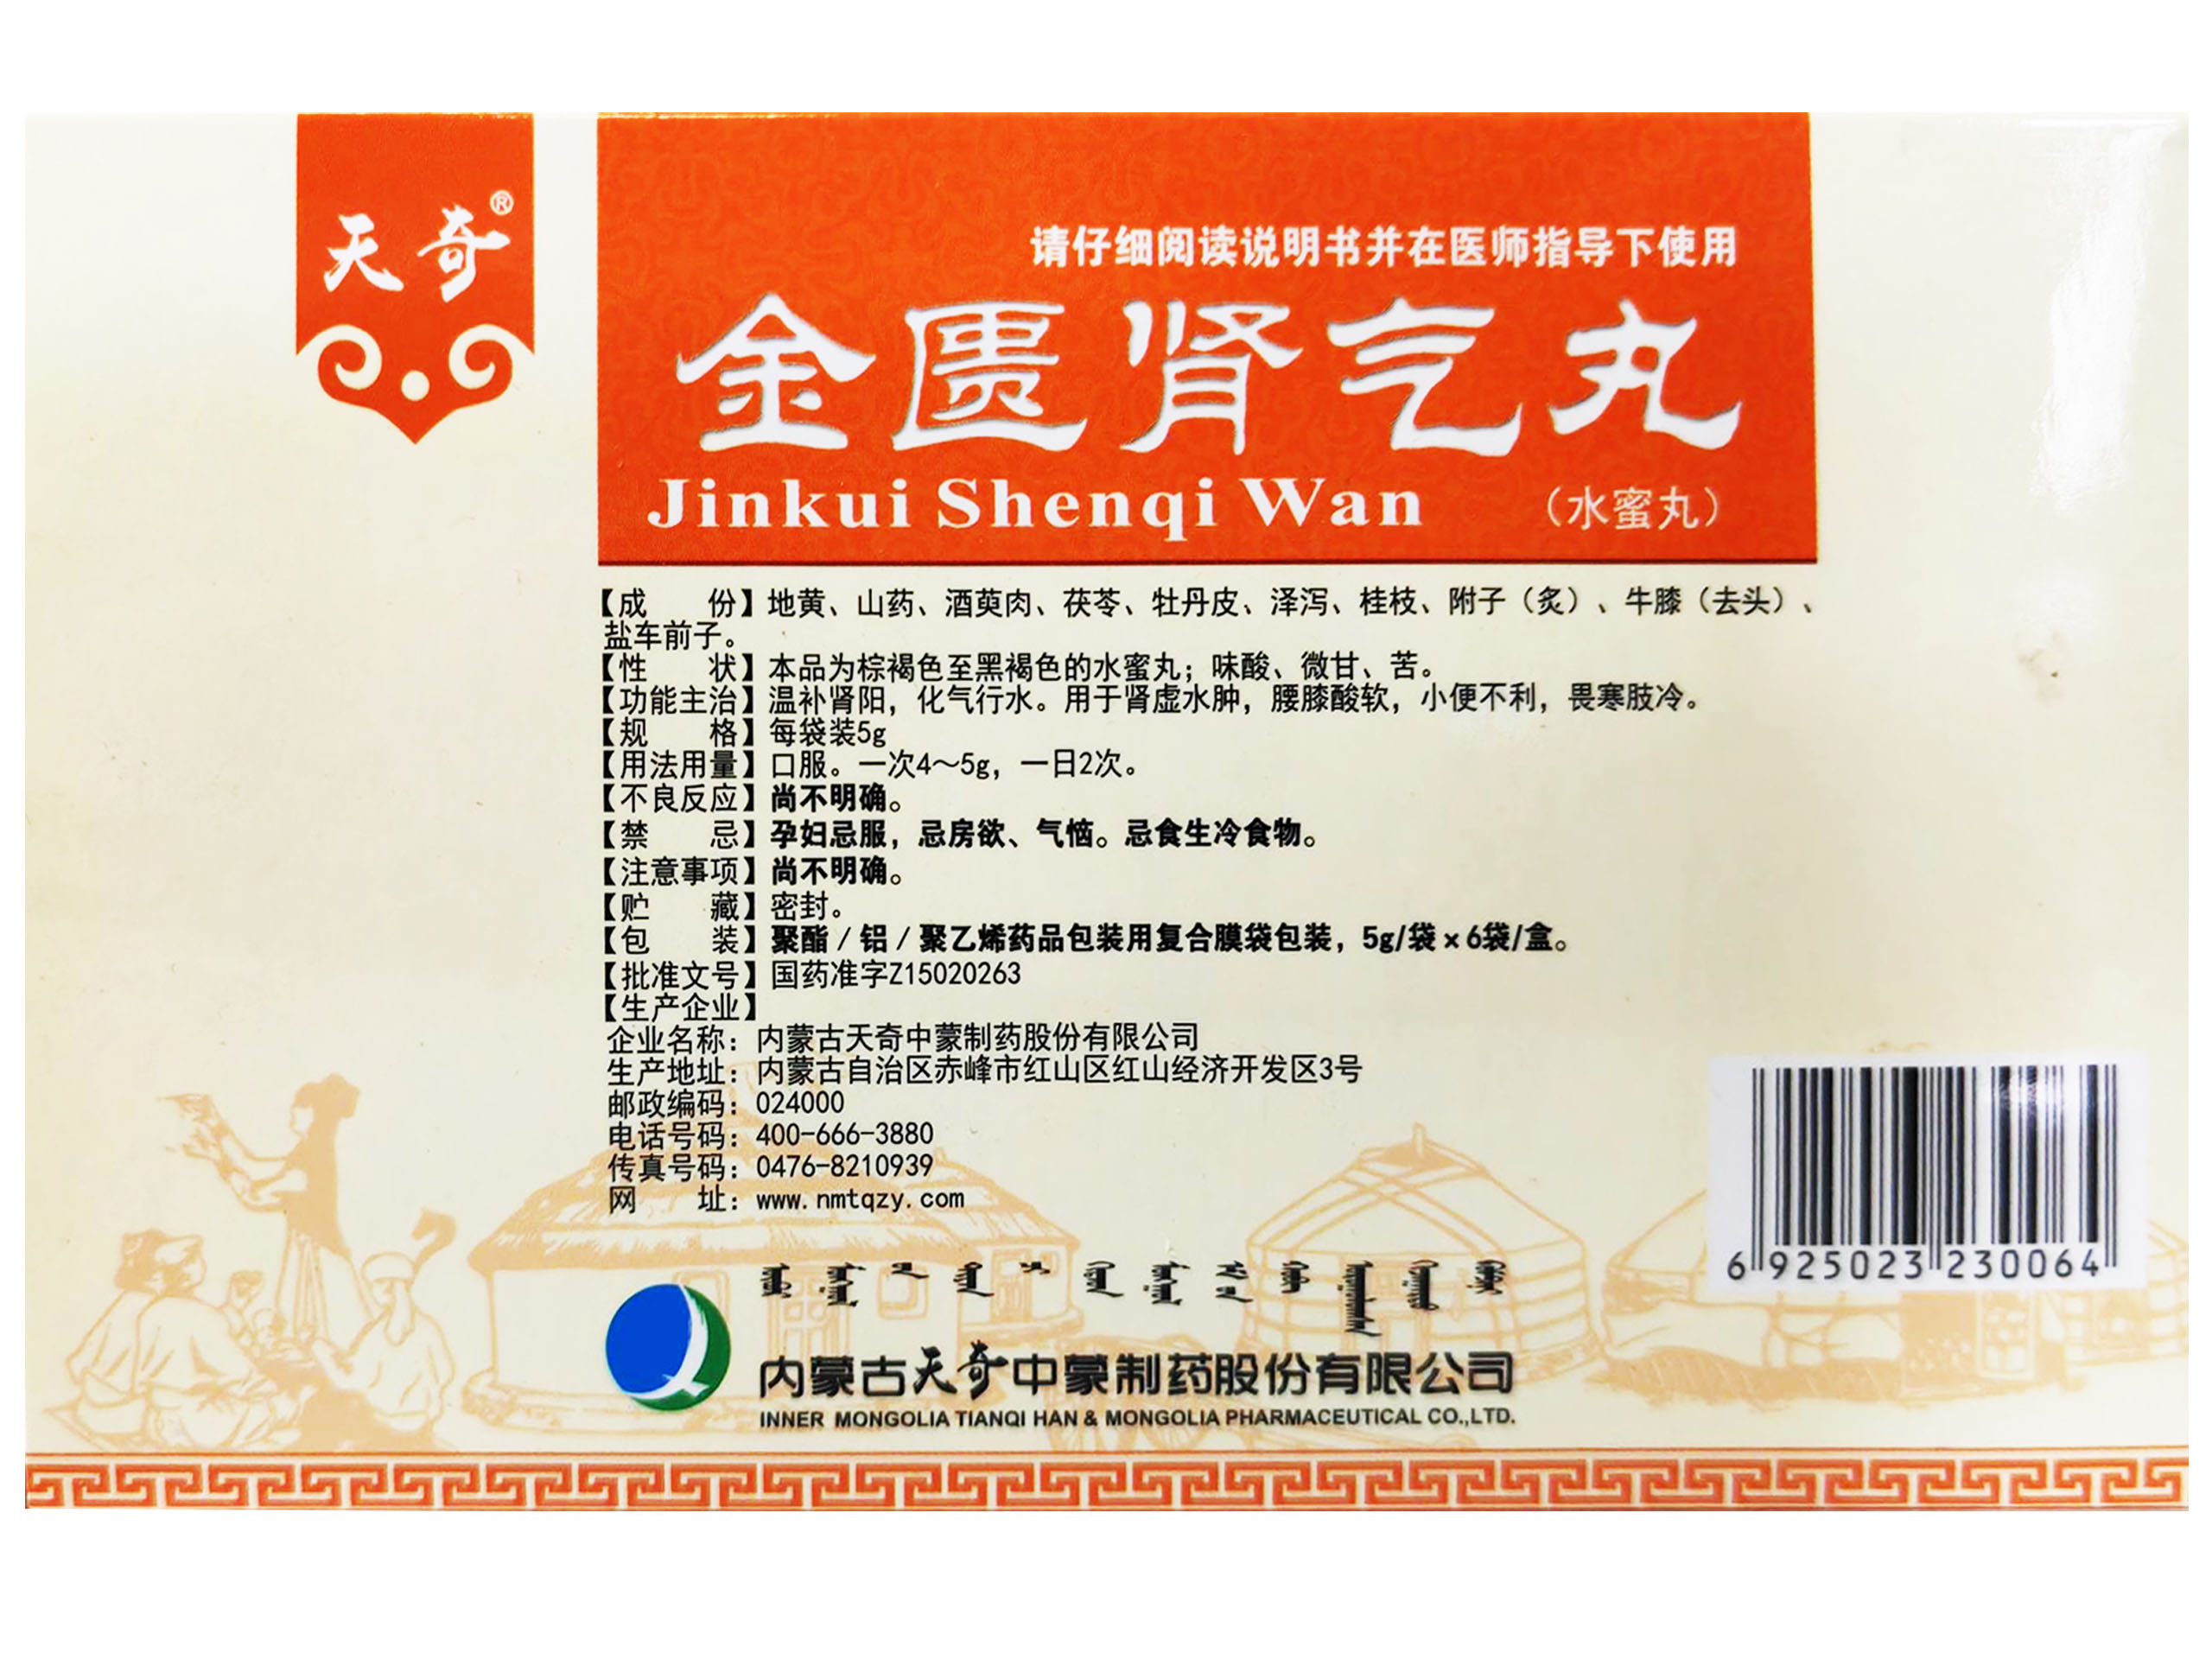 天奇®
请仔细阅读说明书并在医师指导下使用
金匮肾气丸
Jinkui Shenqi Wan （水蜜丸）
【成　　份】地黄、山药、酒萸肉、茯苓、牡丹皮、泽泻、桂枝、附子（炙）、牛膝（去头）、
盐车前子。
【性　　状】本品为棕褐色至黑褐色的水蜜丸；味酸、微甘、苦。
【功能主治】温补肾阳，化气行水。用于肾虚水肿，腰膝酸软，小便不利，畏寒肢冷。
【规　　格】每袋装5g
【用法用量】口服。一次4～5g，一日2次。
【不良反应】尚不明确。
【禁　　忌】孕妇忌服，忌房欲、气恼。忌食生冷食物。
【注意事项】尚不明确。
【贮　　藏】密封。
【包　　装】聚酯/铝/聚乙烯药品包装用复合膜袋包装，5g/袋×6袋/盒。
【批准文号】国药准字Z15020263
【生产企业】
企业名称：内蒙古天奇中蒙制药股份有限公司
生产地址：内蒙古自治区赤峰市红山区红山经济开发区3号
邮政编码：024000
电话号码：400-666-3880
传真号码：0476-8210939
网　　址：www.nmtqzy.com
6 925023 230064
内蒙古天奇中蒙制药股份有限公司
INNER MONGOLIA TIANQI HAN & MONGOLIA PHARMACEUTICAL CO.,LTD.